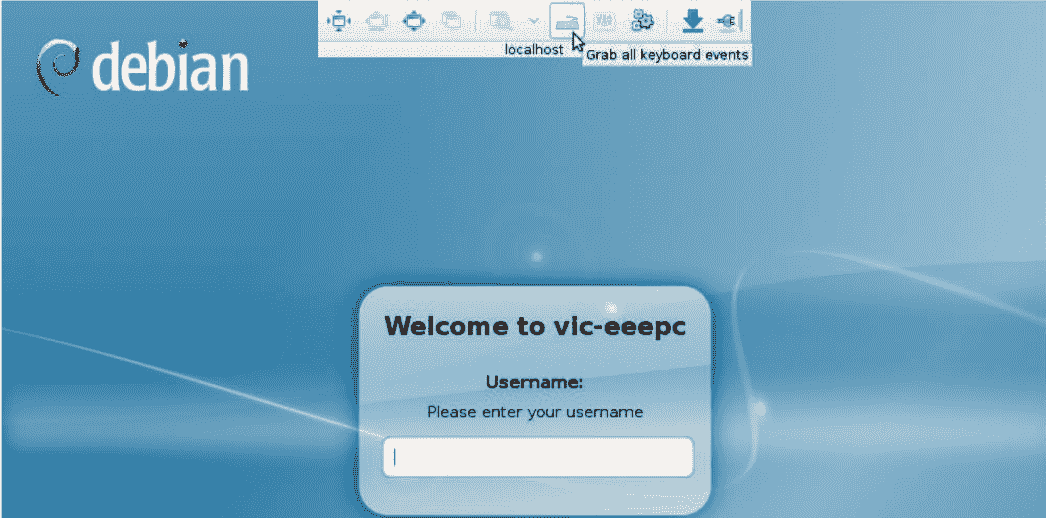 debian
localhost
Grab all keyboard events
Welcome to vic-eeepc
Username:
Please enter your username